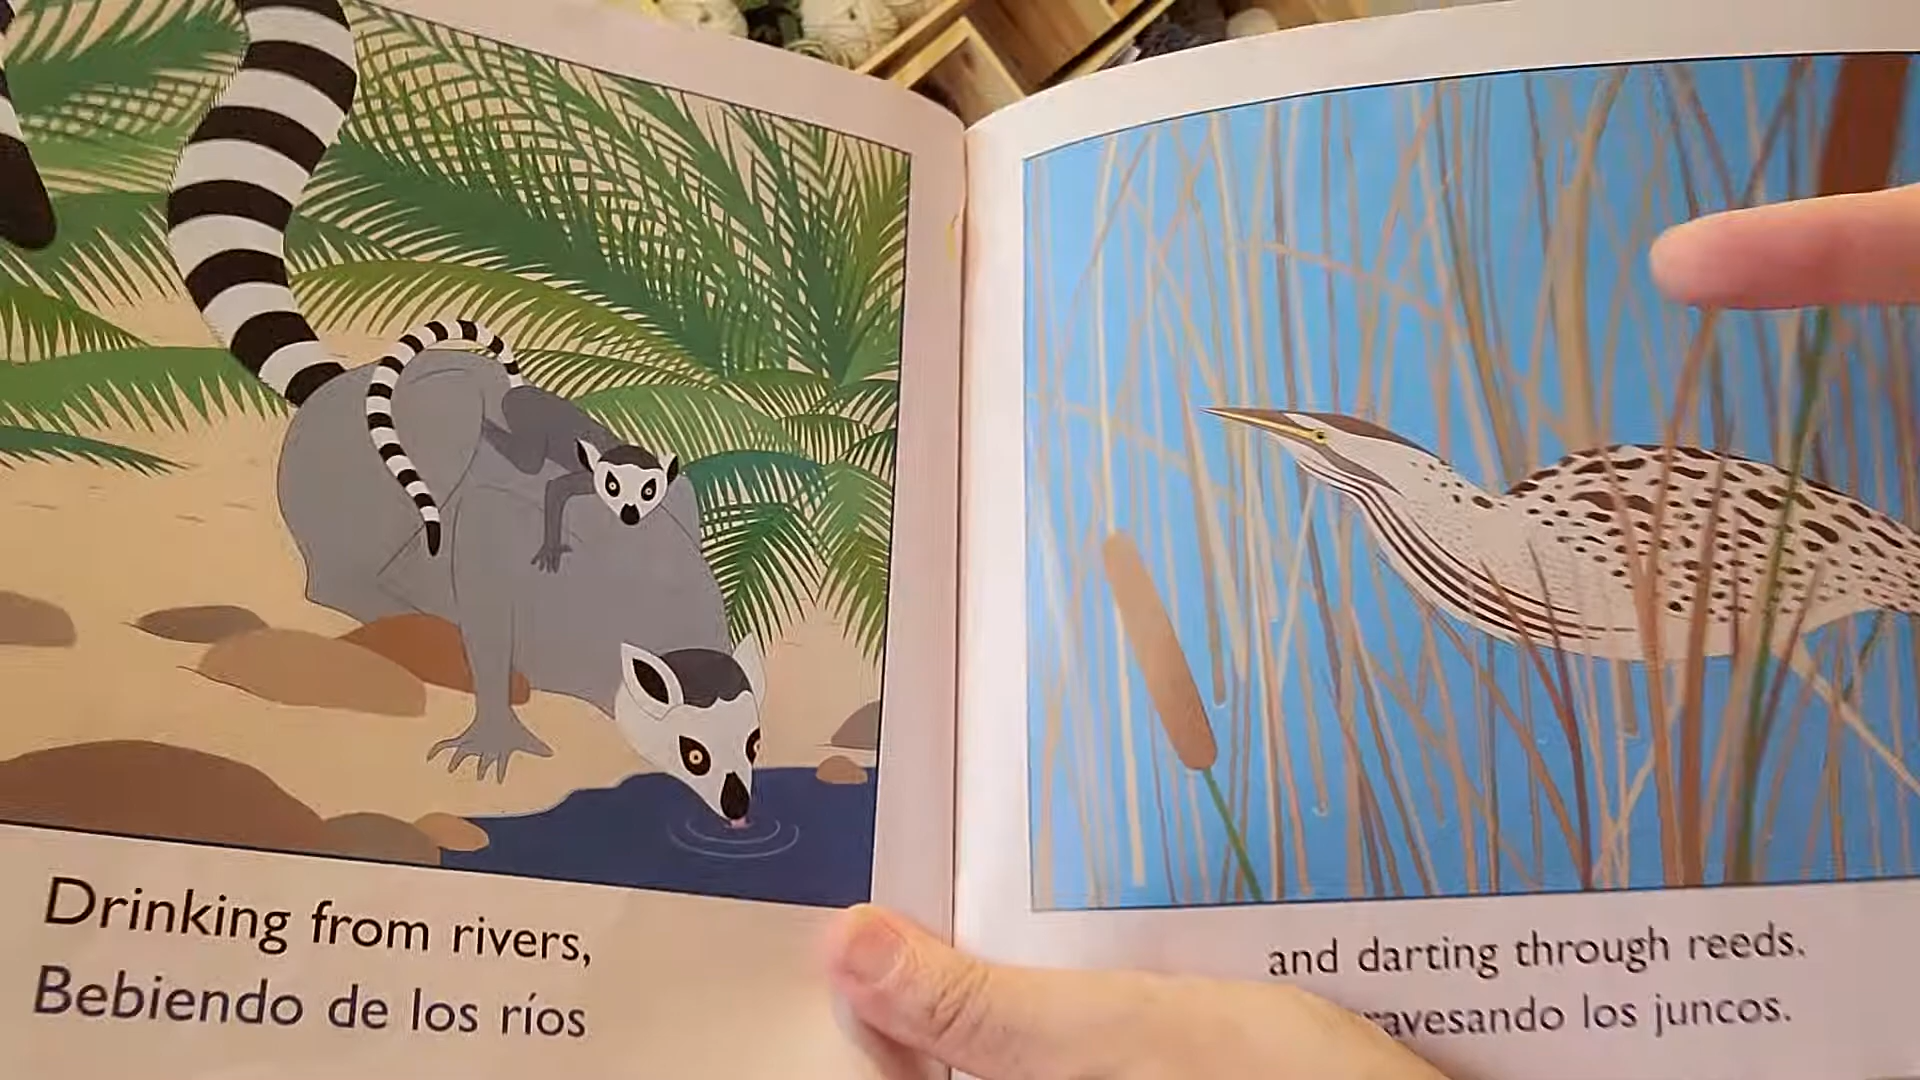 Drinking from rivers,
Bebiendo de los ríos
and darting through reeds.
los juncos.